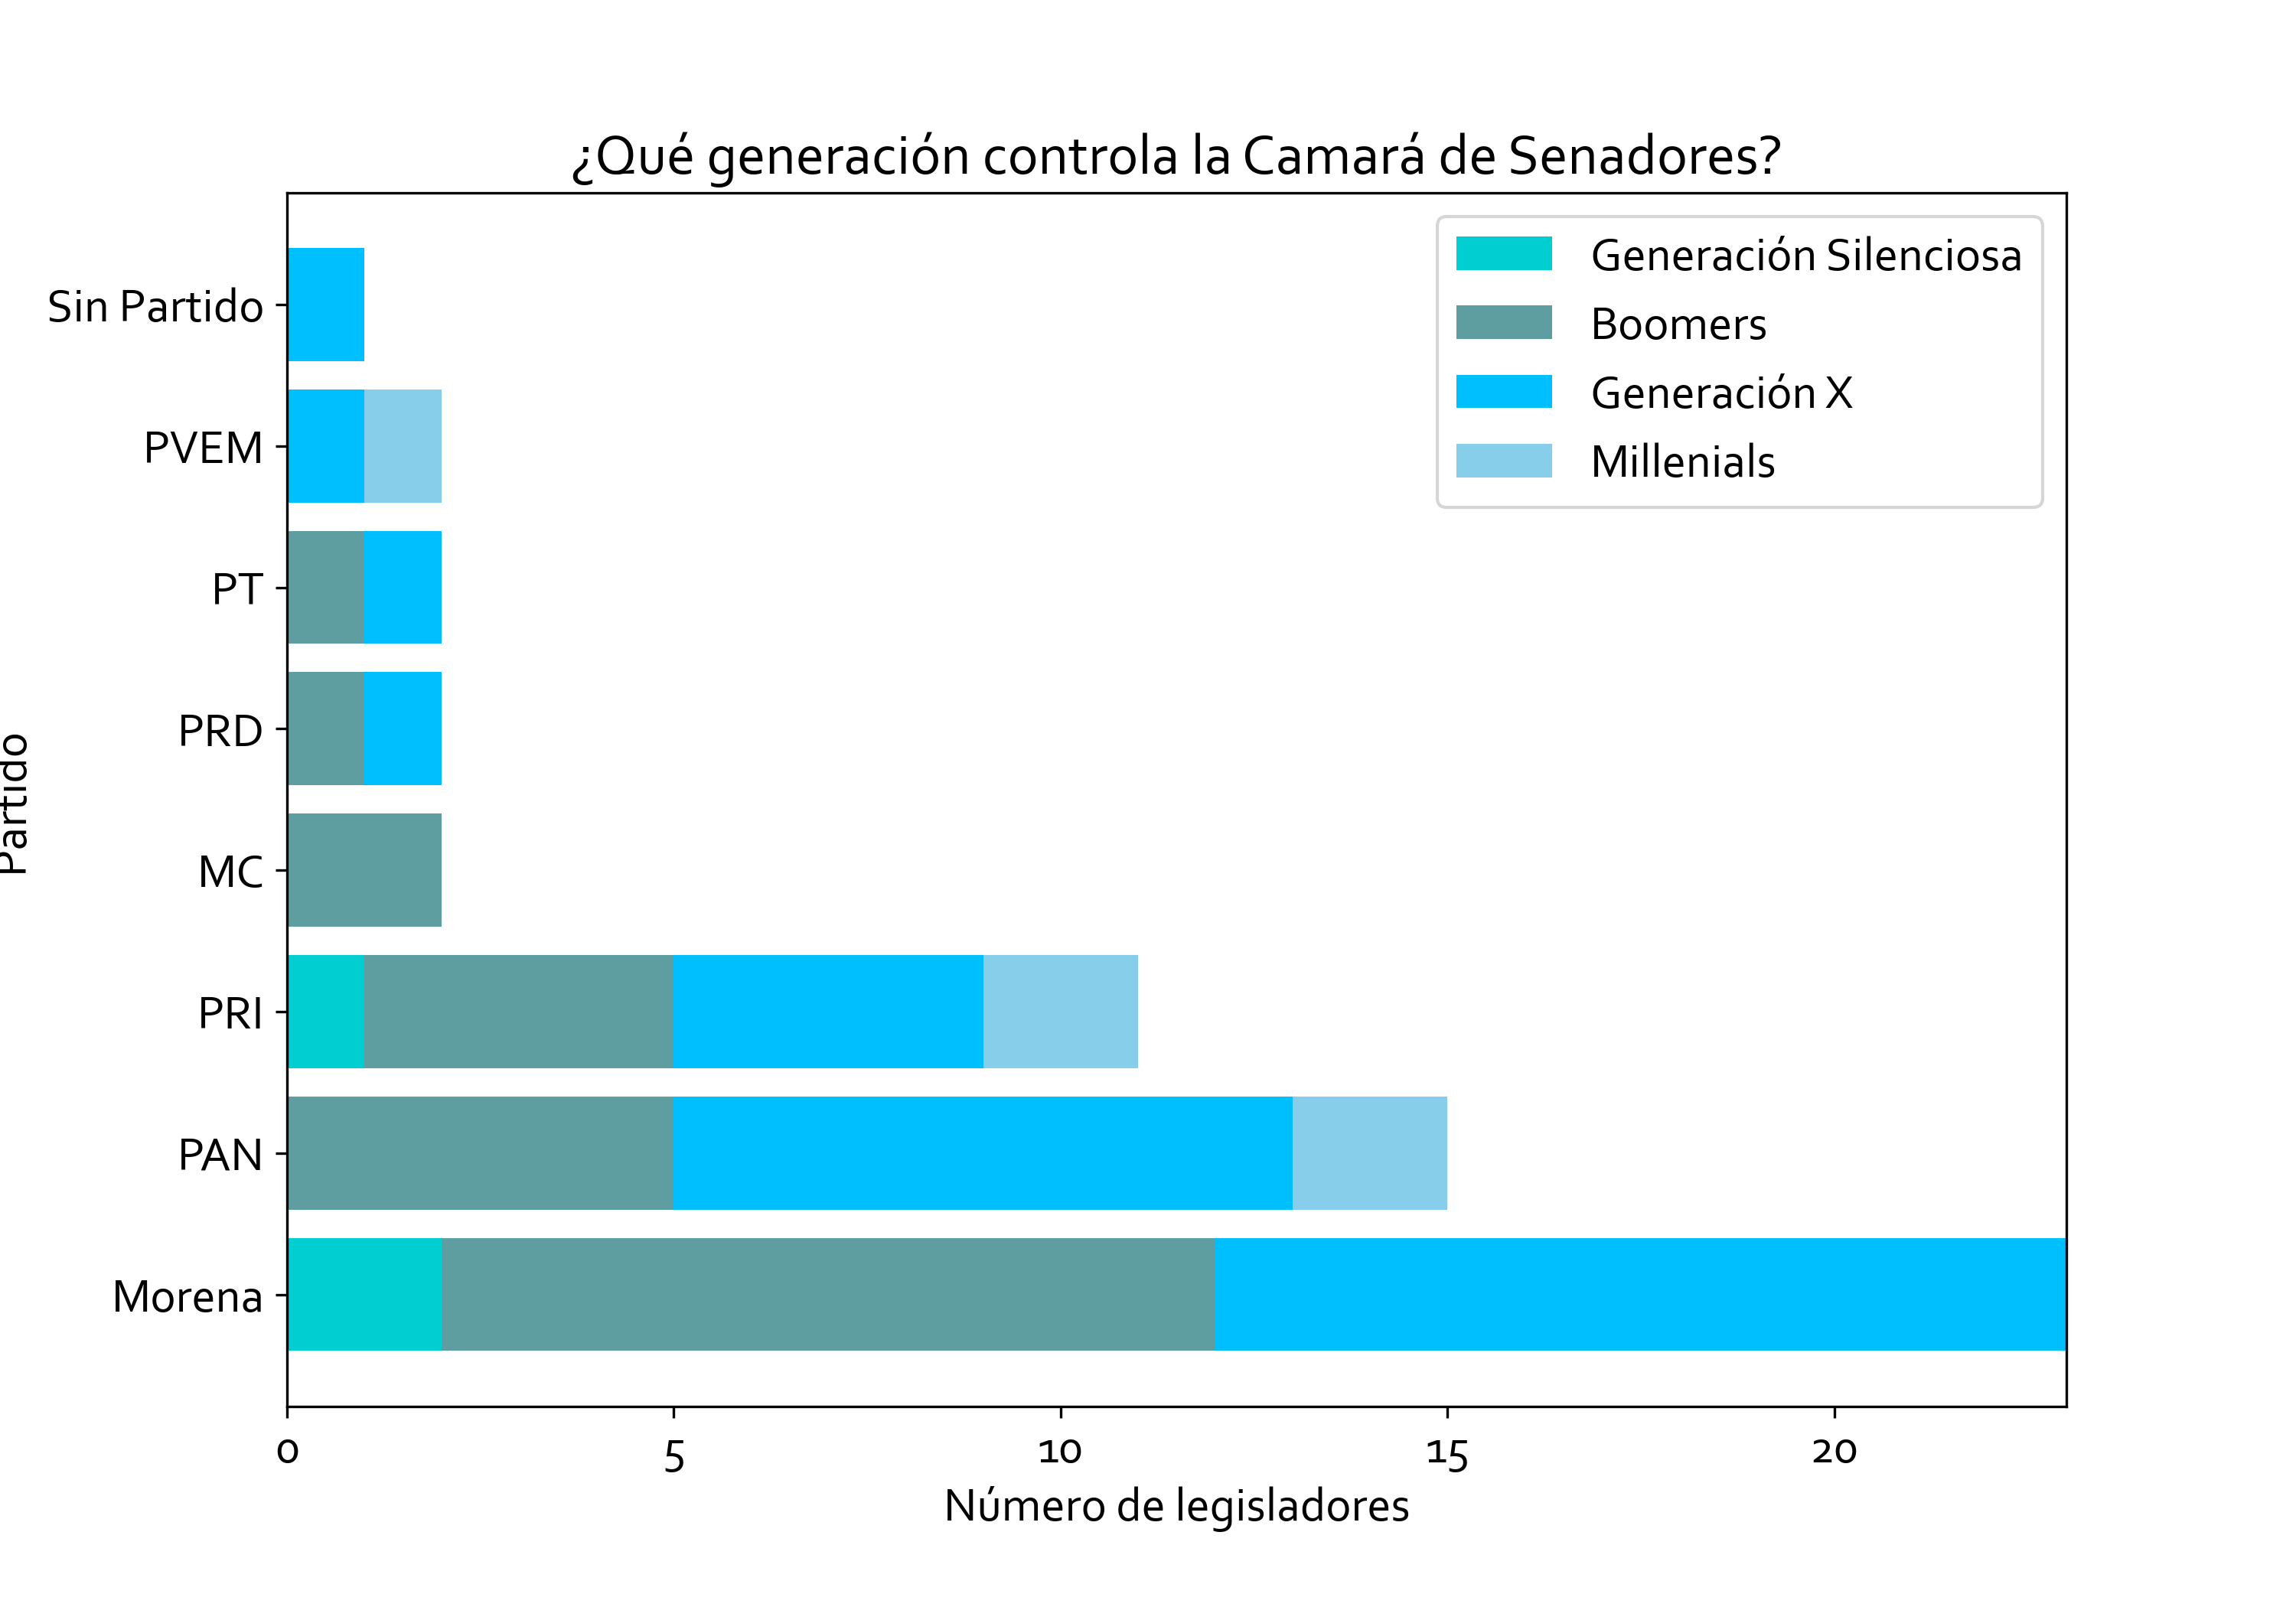 ¿Qué generación controla la Camará de Senadores?
Generación Silenciosa
Boomers
Generación X
Millenials
Sin Partido
PVEM
PT
PRD
MC
PRI
PAN
Morena
Partido
0 5 10 15 20
Número de legisladores